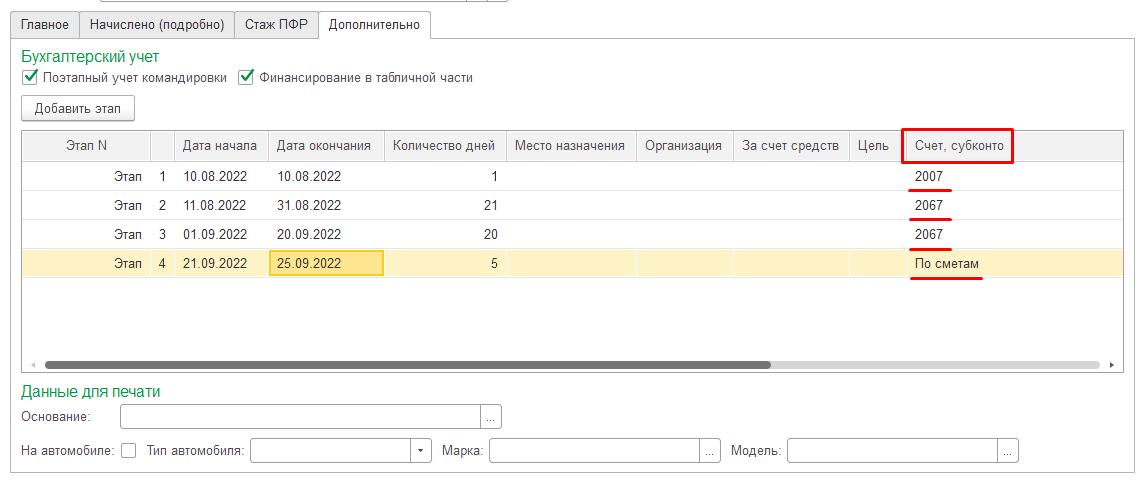 Главное Начислено (подробно) Стаж ПФР Дополнительно
Бухгалтерский учет
Поэтапный учет командировки Финансирование в табличной части
Добавить этап
Этап N Дата начала Дата окончания Количество дней Место назначения Организация За счет средств Цель Счет, субконто
Этап 1 10.08.2022 10.08.2022 1 2007
Этап 2 11.08.2022 31.08.2022 21 2067
Этап 3 01.09.2022 20.09.2022 20 2067
Этап 4 21.09.2022 25.09.2022 5 По сметам
Данные для печати
Основание: ...
На автомобиле: Тип автомобиля: Марка: ... Модель: ...